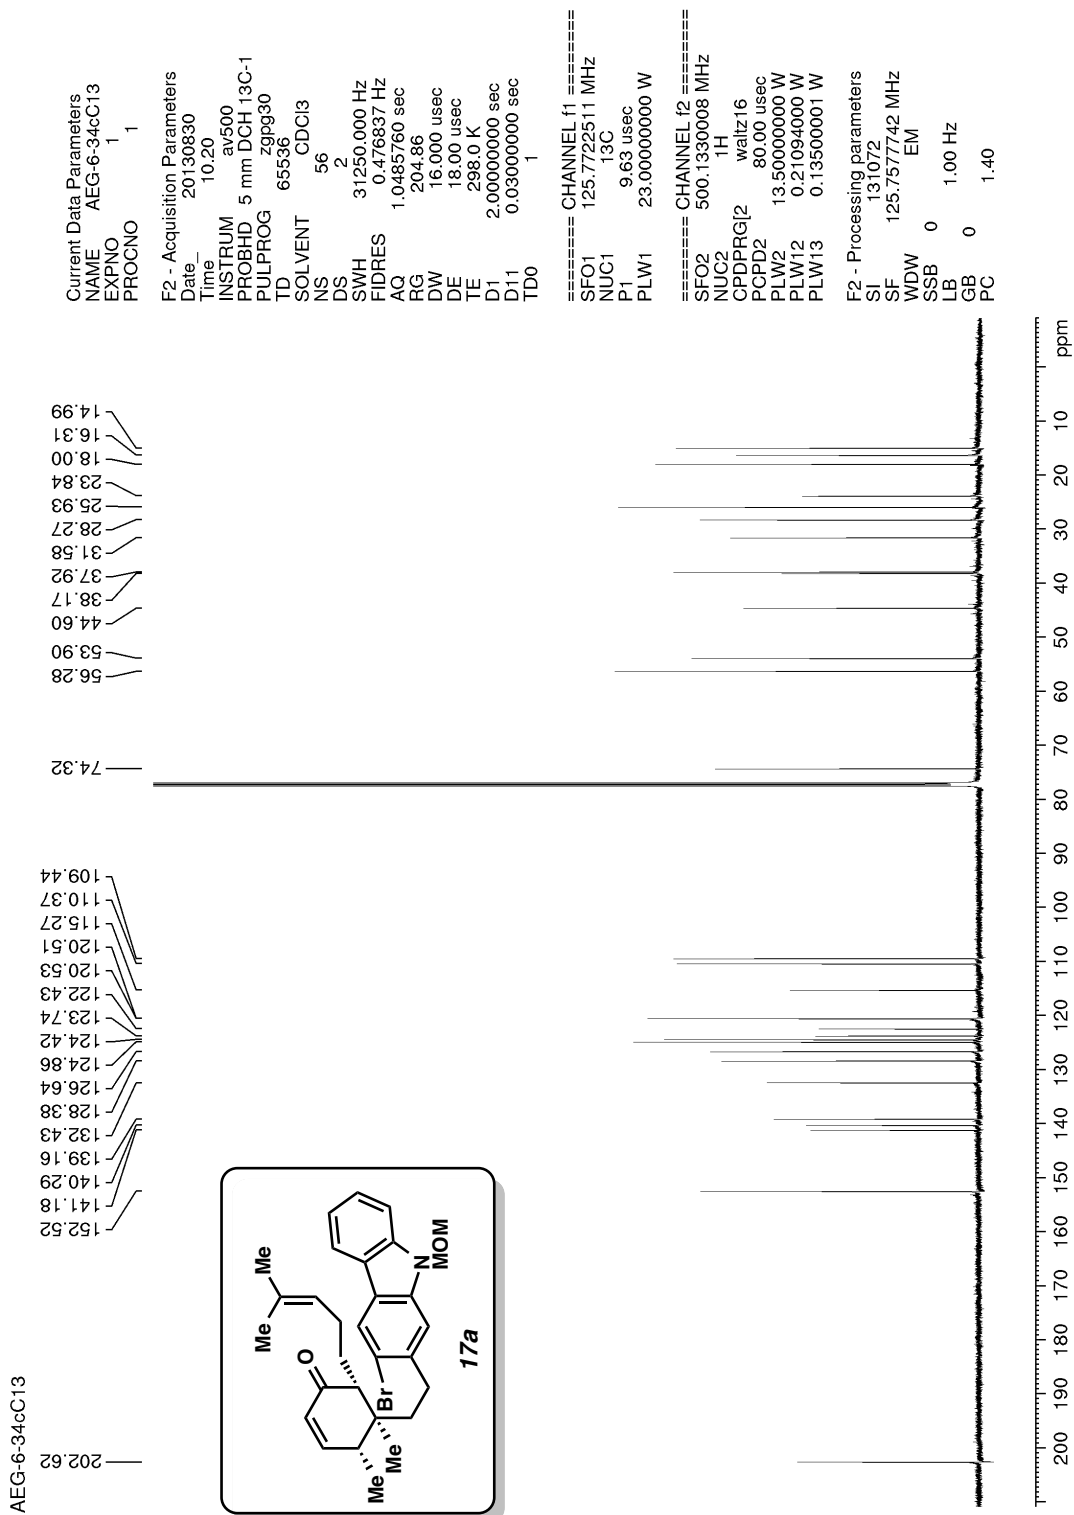 AEG-6-34cC13
202.62
152.52
141.18
140.29
139.16
132.43
128.38
126.64
124.86
124.42
123.74
122.43
120.53
120.51
115.27
110.37
109.44
74.32
56.28
53.90
44.60
38.17
37.92
31.58
28.27
25.93
23.84
18.00
16.31
14.99
Current Data Parameters
NAME AEG-6-34cC13
EXPNO 1
PROCNO 1
F2 - Acquisition Parameters
Date_ 20130830
Time 10.20
INSTRUM av500
PROBHD 5 mm DCH 13C-1
PULPROG zgpg30
TD 65536
SOLVENT CDCl3
NS 56
DS 2
SWH 31250.000 Hz
FIDRES 0.4768837 Hz
AQ 1.0485760 sec
RG 2048.86
DW 16.000 usec
DE 18.00 usec
TE 298.0 K
D1 2.00000000 sec
D11 0.03000000 sec
TD0 1
======== CHANNEL f1 ========
SFO1 125.7722511 MHz
NUC1 13C
P1 9.63 usec
PLW1 23.00000000 W
======== CHANNEL f2 ========
SFO2 500.1330008 MHz
NUC2 1H
CPDPRG[2 waltz16
PCPD2 80.00 usec
PLW2 13.50000000 W
PLW12 0.21094000 W
PLW13 0.13500001 W
F2 - Processing parameters
SI 131072
SF 125.7577742 MHz
WDW EM
SSB 0
LB 1.00 Hz
GB 0
PC 1.40
Me
Me
O
Br
Me
Me
N
MOM
17a
200 190 180 170 160 150 140 130 120 110 100 90 80 70 60 50 40 30 20 10 ppm